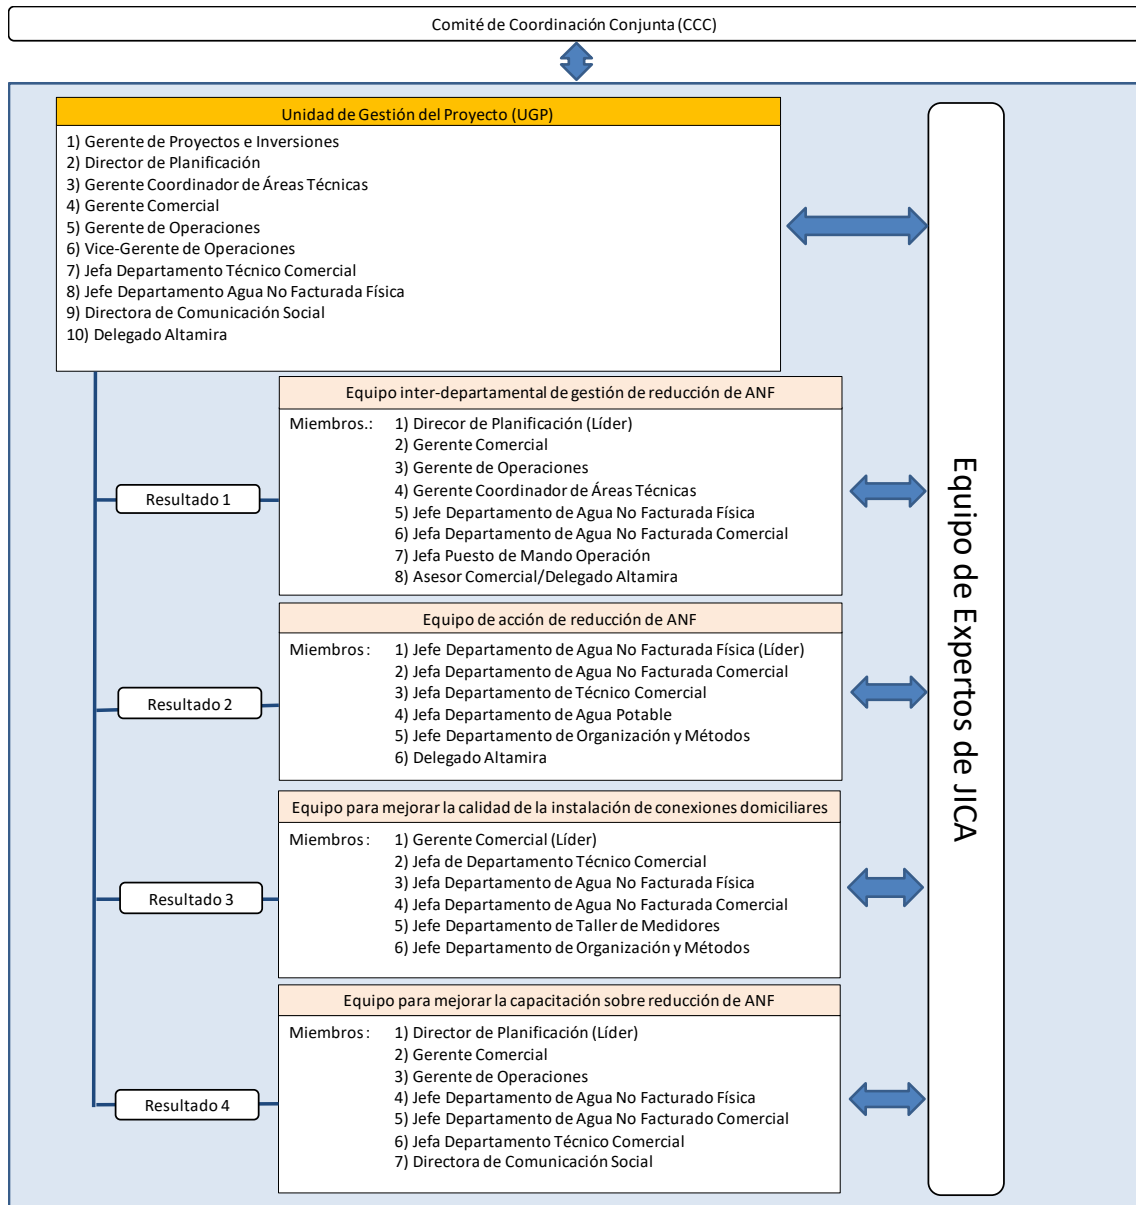 Comité de Coordinación Conjunta (CCC)
Unidad de Gestión del Proyecto (UGP)
1) Gerente de Proyectos e Inversiones
2) Director de Planificación
3) Gerente Coordinador de Áreas Técnicas
4) Gerente Comercial
5) Gerente de Operaciones
6) Vice-Gerente de Operaciones
7) Jefa Departamento Técnico Comercial
8) Jefe Departamento Agua No Facturada Física
9) Directora de Comunicación Social
10) Delegado Altamira
Equipo inter-departamental de gestión de reducción de ANF
Miembros.: 1) Direcor de Planificación (Líder)
2) Gerente Comercial
3) Gerente de Operaciones
4) Gerente Coordinador de Áreas Técnicas
5) Jefe Departamento de Agua No Facturada Física
6) Jefa Departamento de Agua No Facturada Comercial
7) Jefa Puesto de Mando Operación
8) Asesor Comercial/Delegado Altamira
Resultado 1
Equipo de acción de reducción de ANF
Miembros: 1) Jefe Departamento de Agua No Facturada Física (Líder)
2) Jefa Departamento de Agua No Facturada Comercial
3) Jefa Departamento de Técnico Comercial
4) Jefa Departamento de Agua Potable
5) Jefe Departamento de Organización y Métodos
6) Delegado Altamira
Resultado 2
Equipo para mejorar la calidad de la instalación de conexiones domiciliares
Miembros: 1) Gerente Comercial (Líder)
2) Jefa de Departamento Técnico Comercial
3) Jefa Departamento de Agua No Facturada Física
4) Jefa Departamento de Agua No Facturada Comercial
5) Jefe Departamento de Taller de Medidores
6) Jefe Departamento de Organización y Métodos
Resultado 3
Equipo para mejorar la capacitación sobre reducción de ANF
Miembros: 1) Director de Planificación (Líder)
2) Gerente Comercial
3) Gerente de Operaciones
4) Jefe Departamento de Agua No Facturado Física
5) Jefe Departamento de Agua No Facturado Comercial
6) Jefa Departamento Técnico Comercial
7) Directora de Comunicación Social
Resultado 4
Equipo de Expertos de JICA